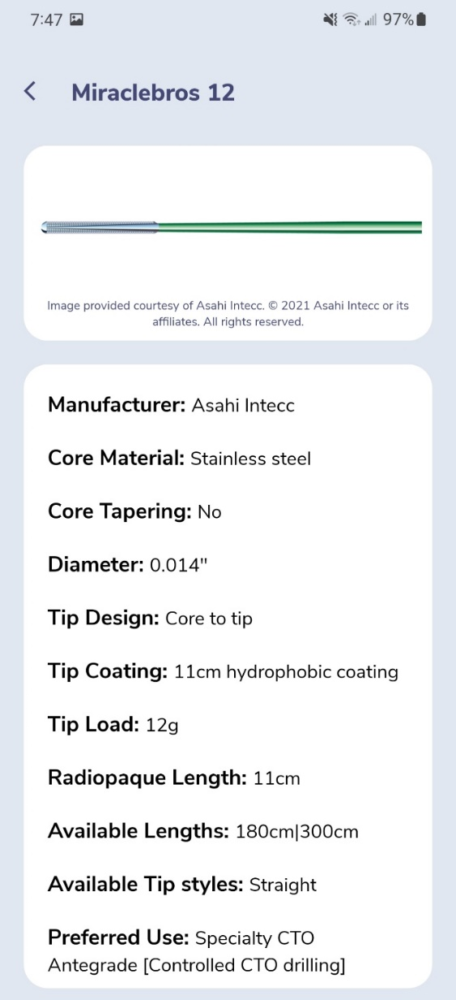 7:47 97%
Miraclebros 12
Image provided courtesy of Asahi Intecc. © 2021 Asahi Intecc or its
affiliates. All rights reserved.
Manufacturer: Asahi Intecc
Core Material: Stainless steel
Core Tapering: No
Diameter: 0.014"
Tip Design: Core to tip
Tip Coating: 11cm hydrophobic coating
Tip Load: 12g
Radiopaque Length: 11cm
Available Lengths: 180cm|300cm
Available Tip styles: Straight
Preferred Use: Specialty CTO
Antegrade [Controlled CTO drilling]